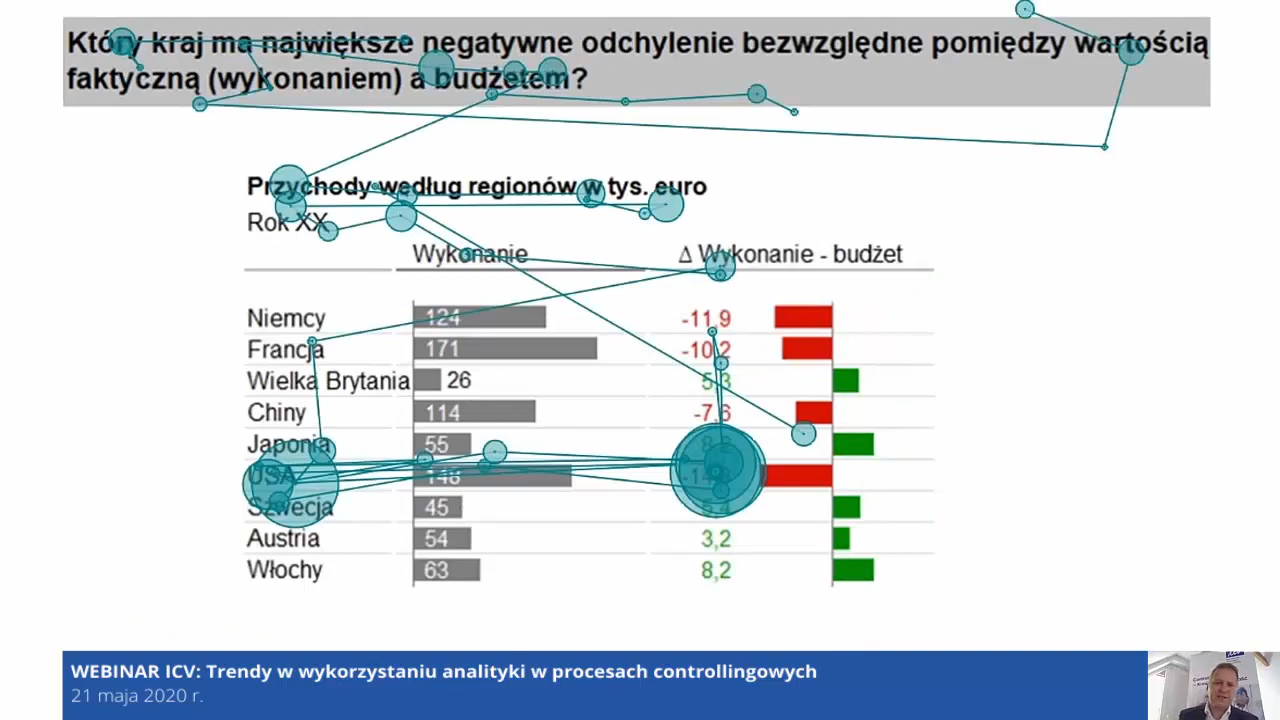 Który kraj ma największe negatywne odchylenie bezwzględne pomiędzy wartością
faktyczną (wykonaniem) a budżetem?
Przychody według regionów w tys. euro
Rok XX
Wykonanie Δ Wykonanie - budżet
Niemcy 124 -11,9
Francja 171 -10,2
Wielka Brytania 26 5,3
Chiny 114 -7,6
Japonia 55
USA 148
Szwecja 45
Austria 54 3,2
Włochy 63 8,2
WEBINAR ICV: Trendy w wykorzystaniu analityki w procesach controllingowych
21 maja 2020 r.